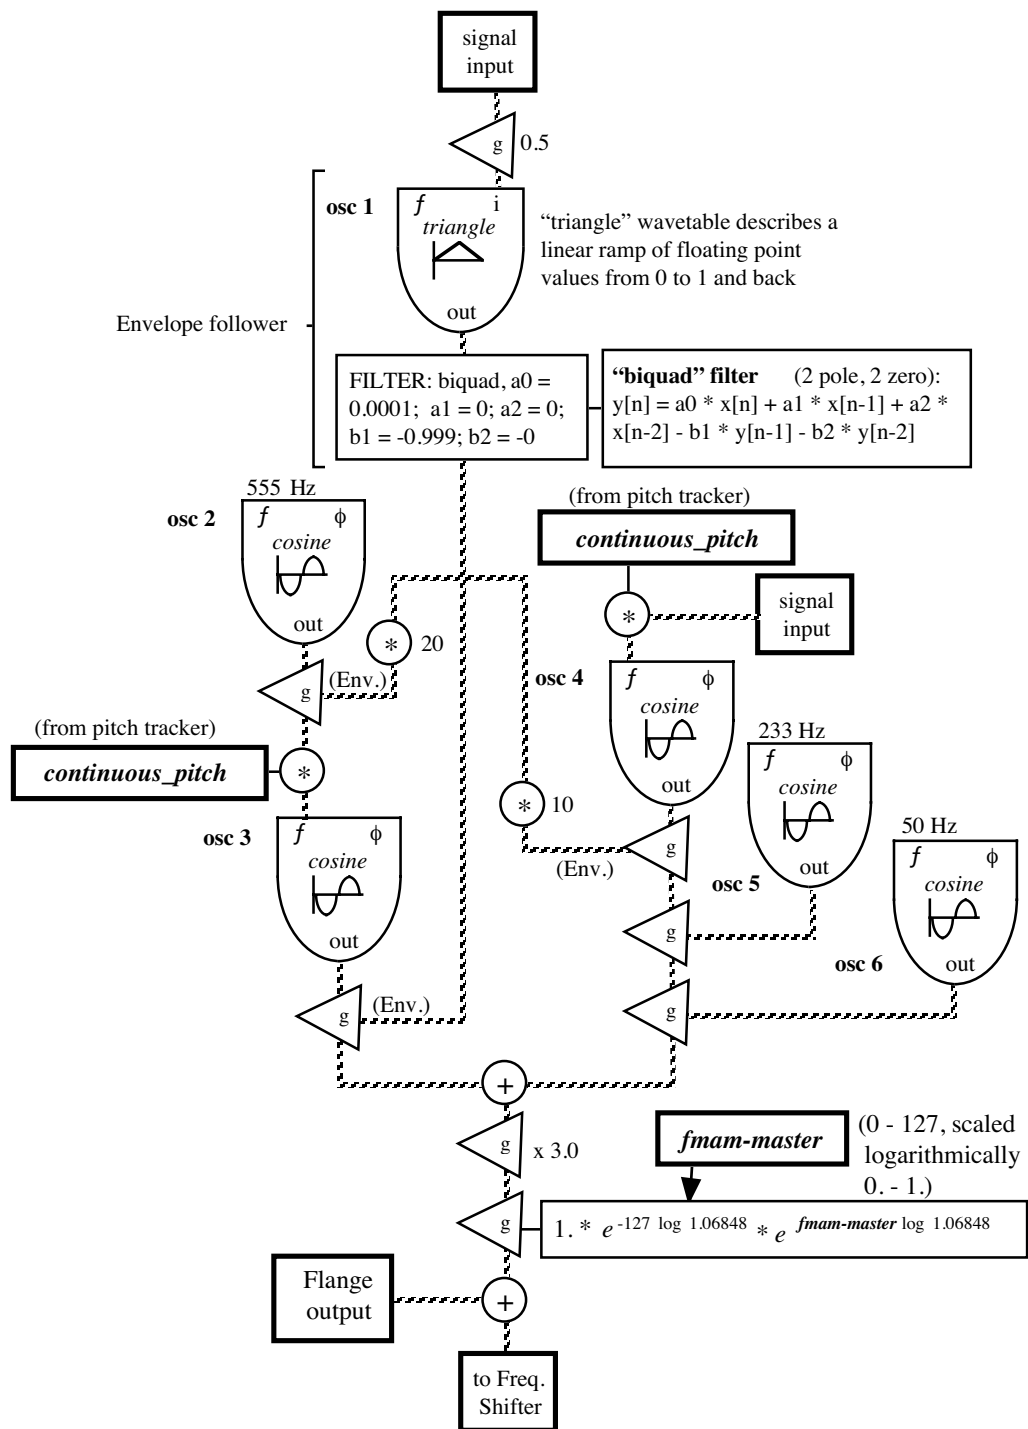 signal
input
g 0.5
osc 1
f i
triangle
out
“triangle” wavetable describes a
linear ramp of floating point
values from 0 to 1 and back
Envelope follower
FILTER: biquad, a0 =
0.0001; a1 = 0; a2 = 0;
b1 = -0.999; b2 = -0
“biquad” filter (2 pole, 2 zero):
y[n] = a0 * x[n] + a1 * x[n-1] + a2 *
x[n-2] - b1 * y[n-1] - b2 * y[n-2]
555 Hz
osc 2
f ϕ
cosine
out
* 20
g (Env.)
(from pitch tracker)
continuous_pitch
*
osc 3
f ϕ
cosine
out
g (Env.)
(from pitch tracker)
continuous_pitch
*
signal
input
osc 4
f ϕ
cosine
out
* 10
(Env.) g
233 Hz
f ϕ
cosine
out
osc 5
g
50 Hz
f ϕ
cosine
out
osc 6
g
+
g x 3.0
fmam-master
(0 - 127, scaled
logarithmically
0. - 1.)
g
1. * e -127 log 1.06848 * e fmam-master log 1.06848
Flange
output
+
to Freq.
Shifter